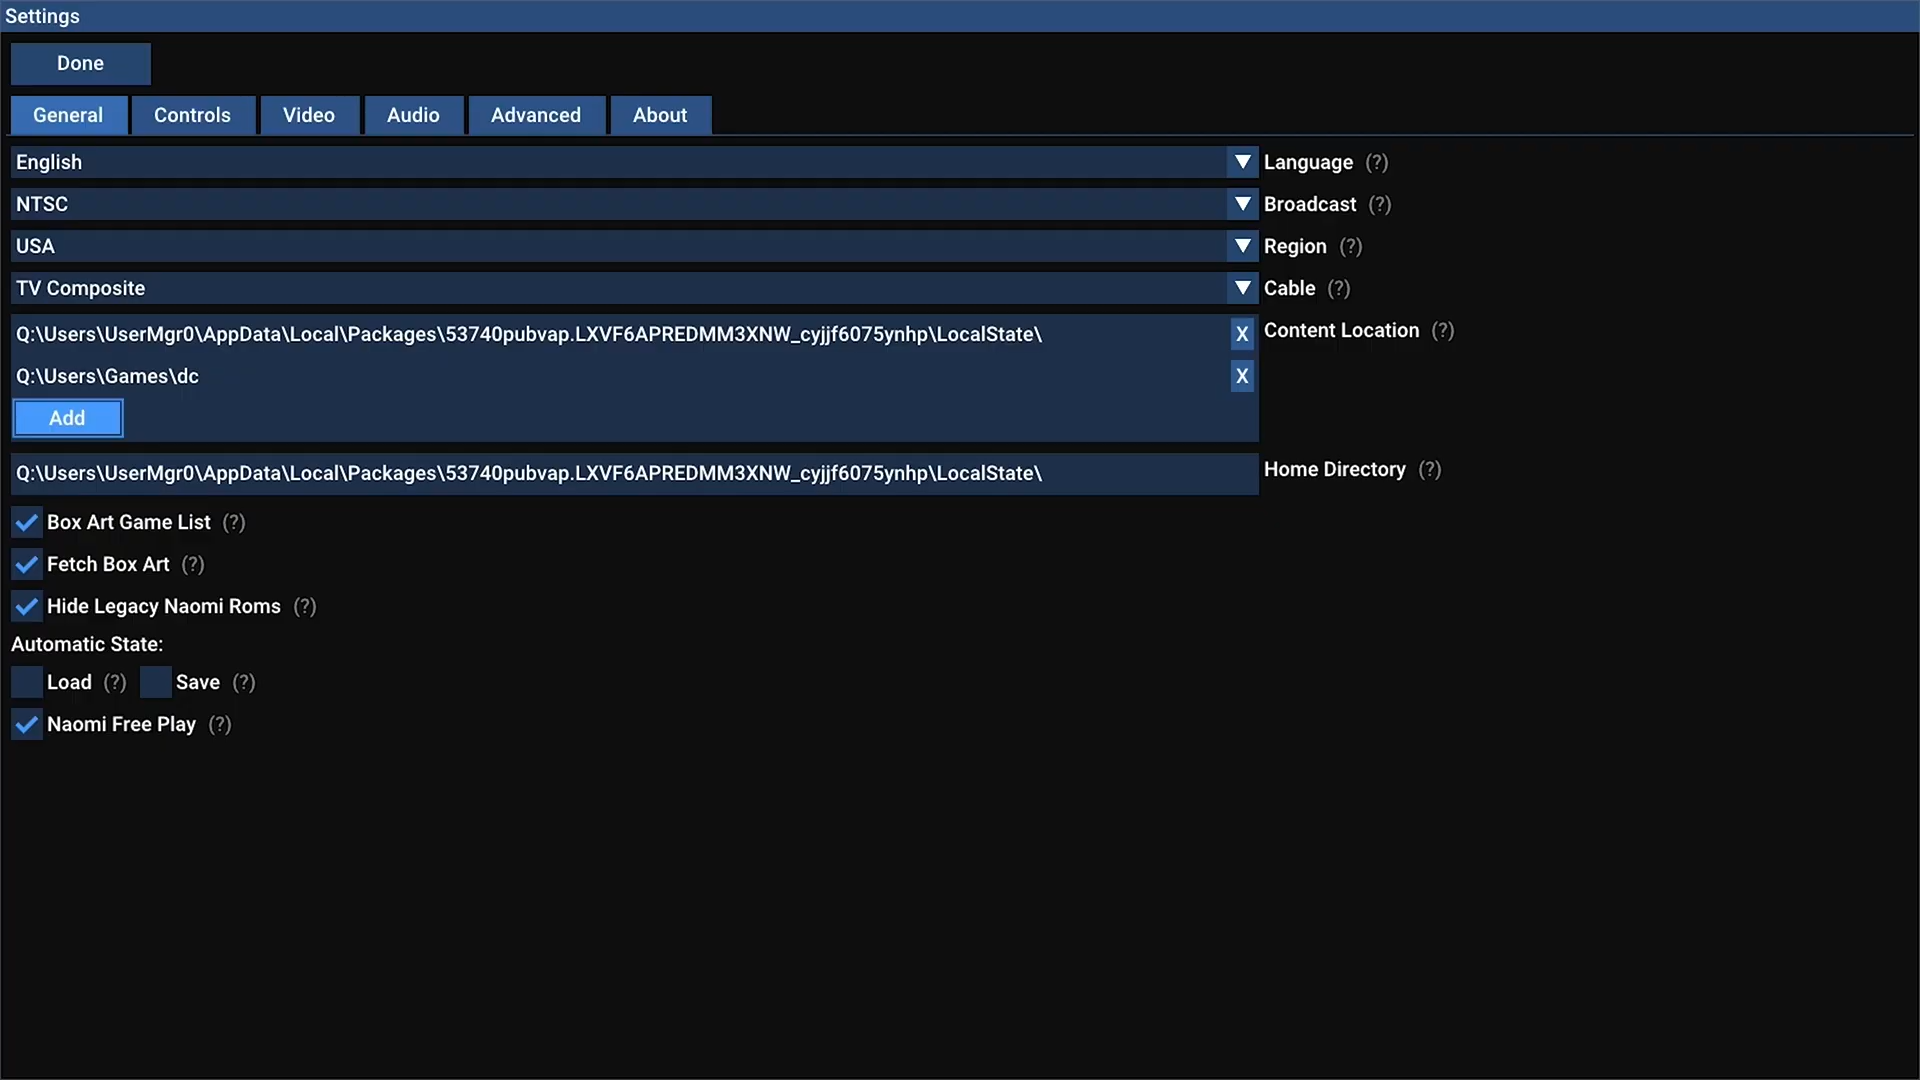 Settings
Done
General Controls Video Audio Advanced About
English Language (?)
NTSC Broadcast (?)
USA Region (?)
TV Composite Cable (?)
Q:\Users\UserMgr0\AppData\Local\Packages\53740pubvap.LXVF6APREDMM3XNW_cyjjf6075ynhp\LocalState\ X Content Location (?)
Q:\Users\Games\dc X
Add
Q:\Users\UserMgr0\AppData\Local\Packages\53740pubvap.LXVF6APREDMM3XNW_cyjjf6075ynhp\LocalState\ Home Directory (?)
Box Art Game List (?)
Fetch Box Art (?)
Hide Legacy Naomi Roms (?)
Automatic State:
Load (?) Save (?)
Naomi Free Play (?)